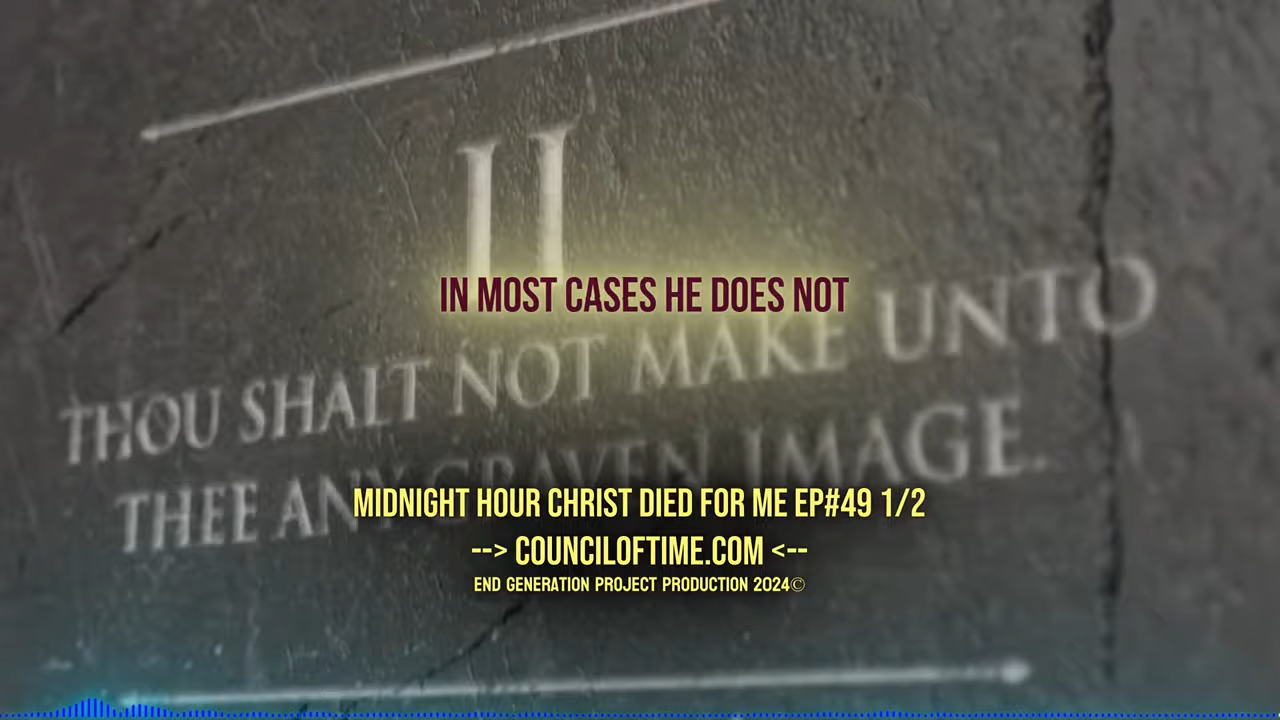 II
IN MOST CASES HE DOES NOT
THOU SHALT NOT MAKE UNTO
THEE ANY GRAVEN IMAGE.
MIDNIGHT HOUR CHRIST DIED FOR ME EP#49 1/2
--> COUNCILOFTIME.COM <--
END GENERATION PROJECT PRODUCTION 2024©